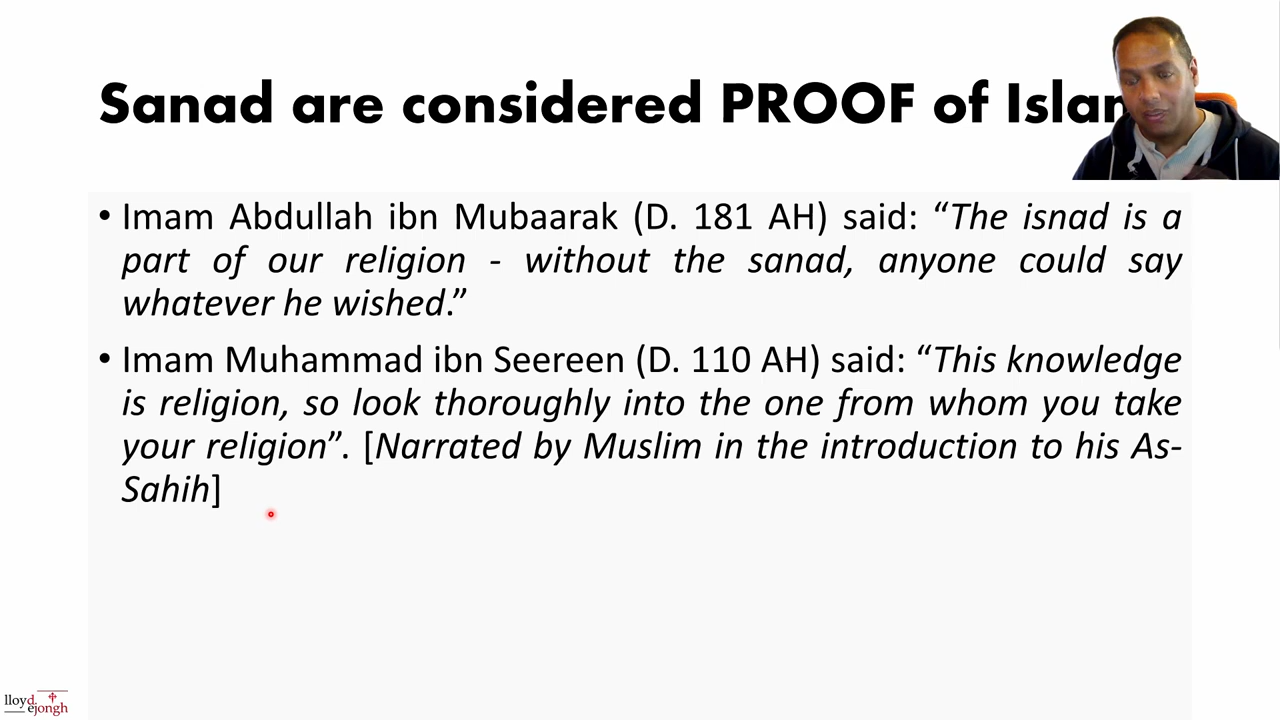 Sanad are considered PROOF of Islam
• Imam Abdullah ibn Mubaarak (D. 181 AH) said: “The isnad is a
part of our religion - without the sanad, anyone could say
whatever he wished.”
• Imam Muhammad ibn Seereen (D. 110 AH) said: “This knowledge
is religion, so look thoroughly into the one from whom you take
your religion”. [Narrated by Muslim in the introduction to his As-
Sahih]
lloyd
ejongh